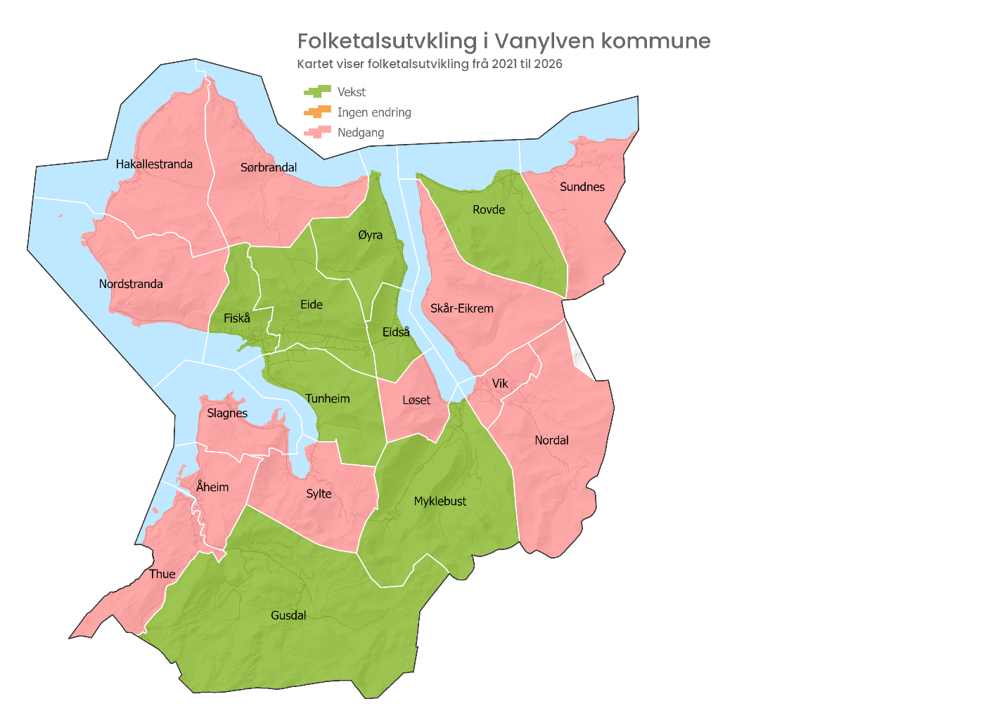 Folketalsutvkling i Vanylven kommune
Kartet viser folketalsutvikling frå 2021 til 2026
Vekst
Ingen endring
Nedgang
Hakallestranda
Sørbrandal
Sundnes
Rovde
Øyra
Nordstranda
Eide
Skår-Eikrem
Fiskå
Eidså
Vik
Tunheim
Løset
Slagnes
Nordal
Åheim
Sylte
Myklebust
Thue
Gusdal